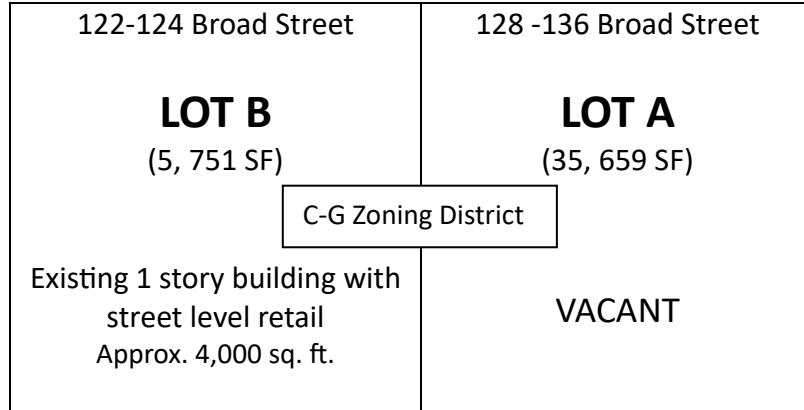 122-124 Broad Street
LOT B
(5, 751 SF)
128 -136 Broad Street
LOT A
(35, 659 SF)
C-G Zoning District
Existing 1 story building with
street level retail
Approx. 4,000 sq. ft.
VACANT